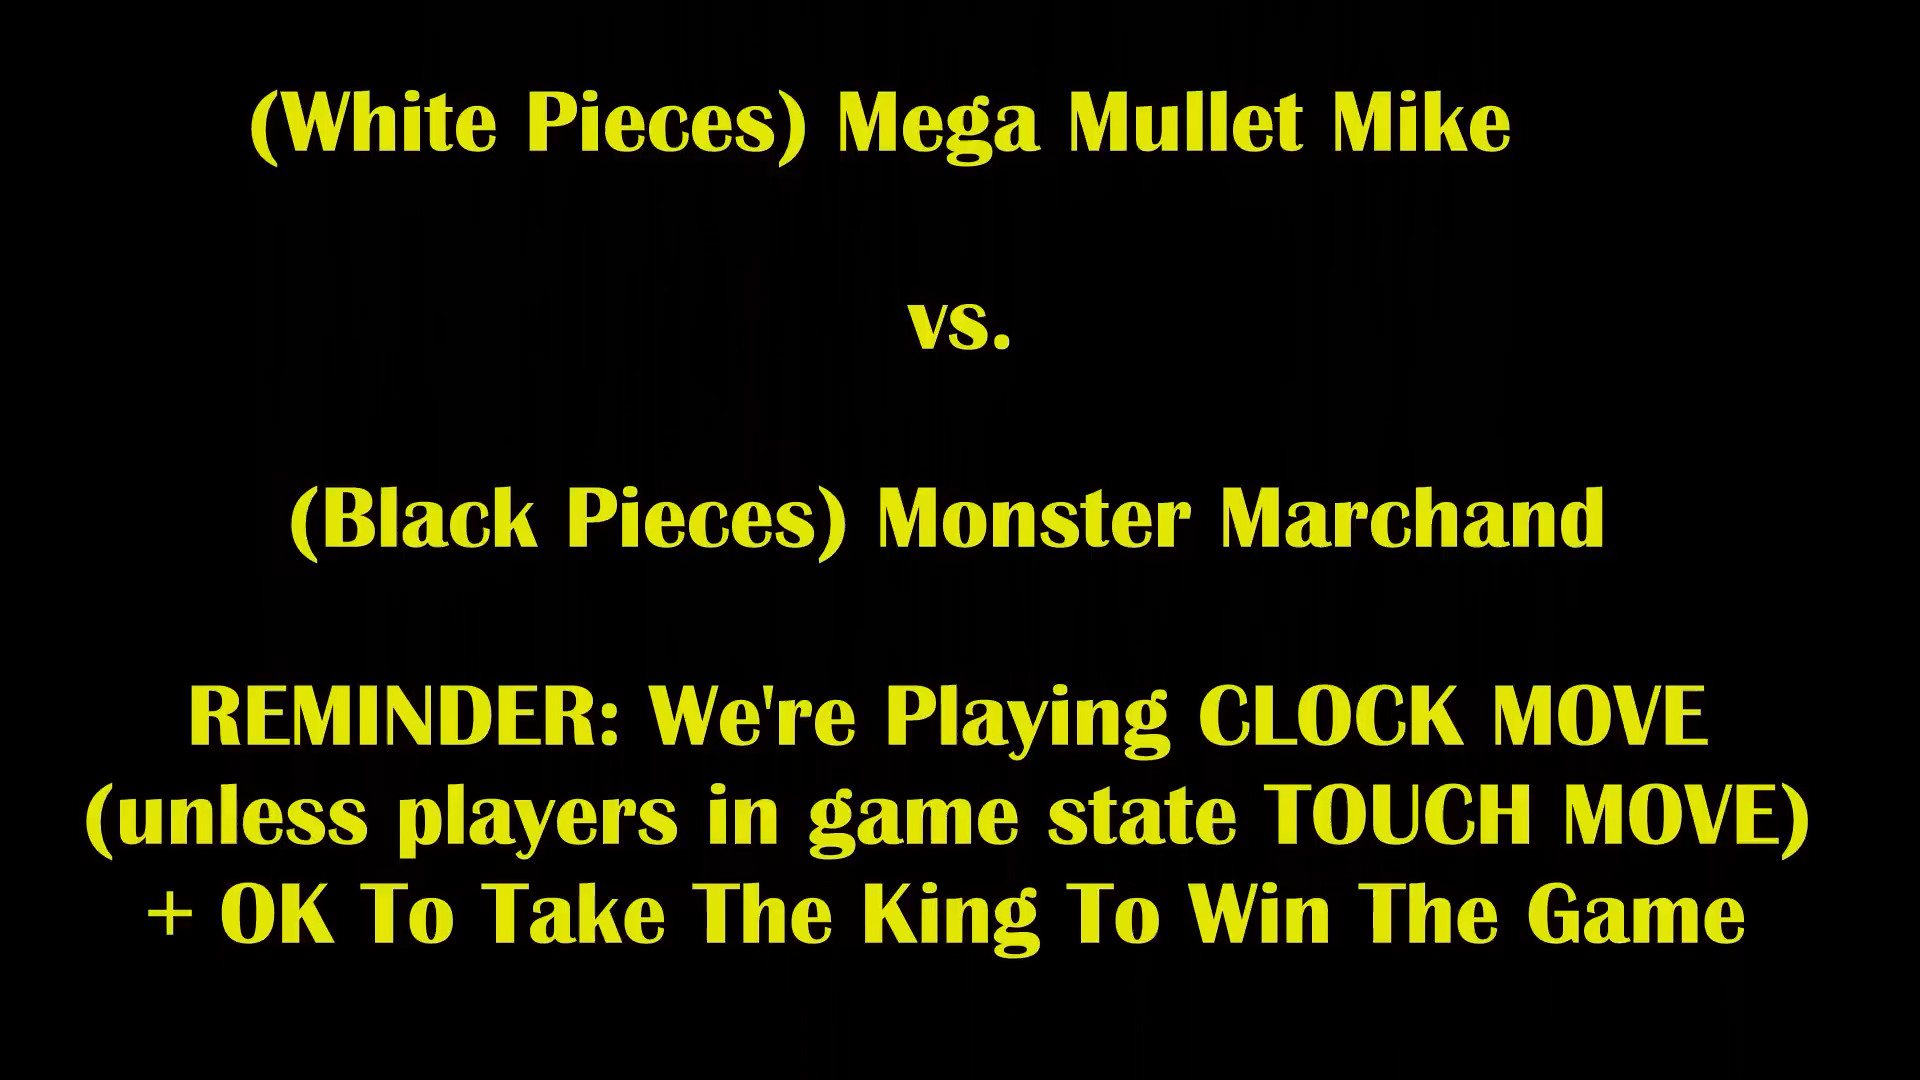 (White Pieces) Mega Mullet Mike
vs.
(Black Pieces) Monster Marchand
REMINDER: We're Playing CLOCK MOVE
(unless players in game state TOUCH MOVE)
+ OK To Take The King To Win The Game